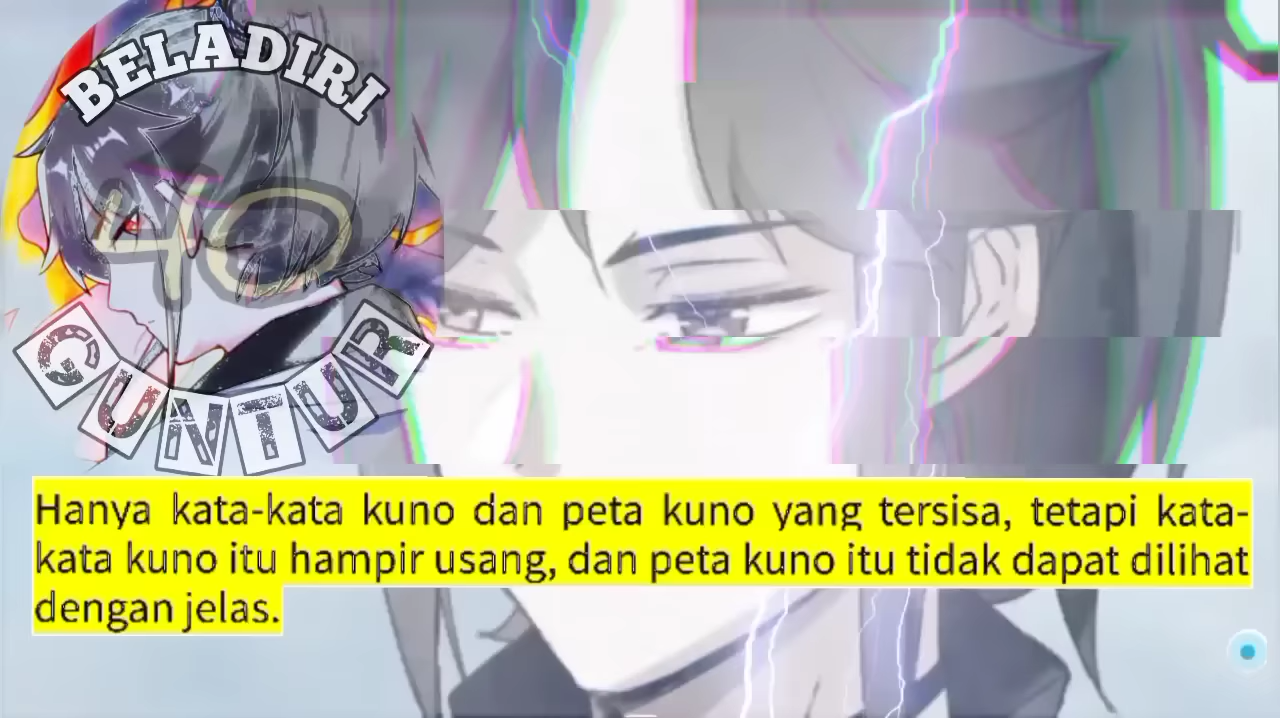 BELADIRI
40
GUNTUR
Hanya kata-kata kuno dan peta kuno yang tersisa, tetapi kata-
kata kuno itu hampir usang, dan peta kuno itu tidak dapat dilihat
dengan jelas.